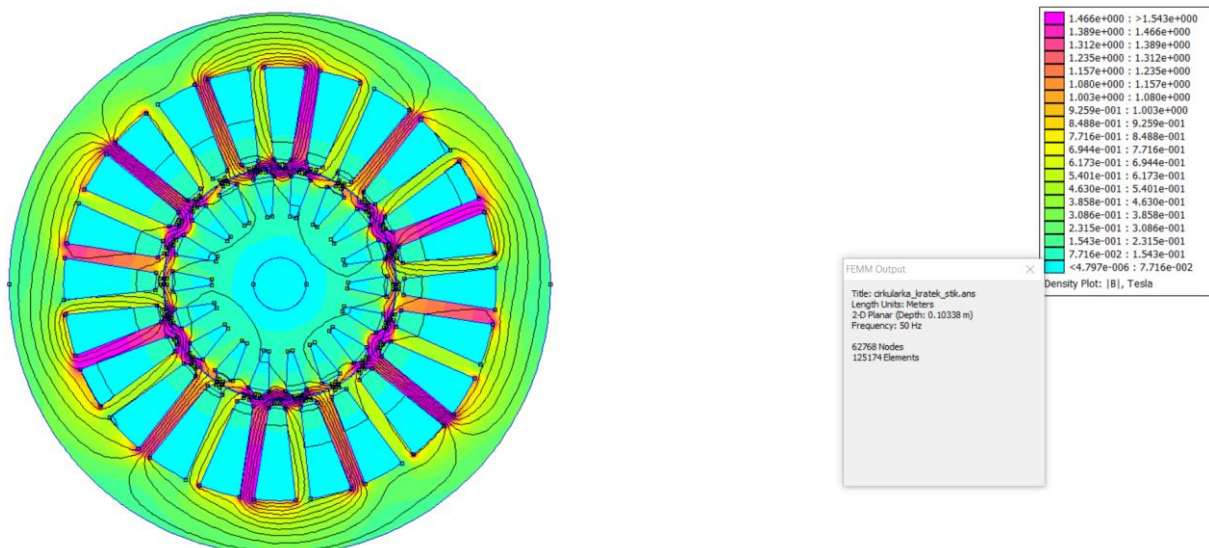 1.466e+000 : >1.543e+000
1.389e+000 : 1.466e+000
1.312e+000 : 1.389e+000
1.235e+000 : 1.312e+000
1.157e+000 : 1.235e+000
1.080e+000 : 1.157e+000
1.003e+000 : 1.080e+000
9.259e-001 : 1.003e+000
8.488e-001 : 9.259e-001
7.716e-001 : 8.488e-001
6.944e-001 : 7.716e-001
6.173e-001 : 6.944e-001
5.401e-001 : 6.173e-001
4.630e-001 : 5.401e-001
3.858e-001 : 4.630e-001
3.086e-001 : 3.858e-001
2.315e-001 : 3.086e-001
1.543e-001 : 2.315e-001
7.716e-002 : 1.543e-001
<4.797e-006 : 7.716e-002
Density Plot: |B|, Tesla
FEMM Output
Title: cirkularka_kratek_stik.ans
Length Units: Meters
2-D Planar (Depth: 0.10338 m)
Frequency: 50 Hz
62768 Nodes
125174 Elements